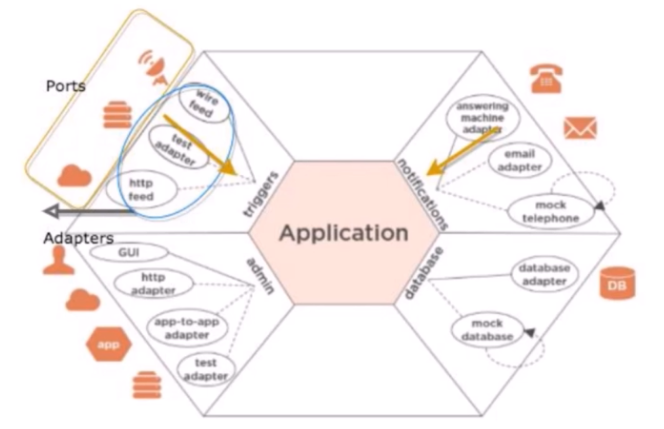 Ports
wire
feed
test
adapter
http
feed
triggers
answering
machine
adapter
email
adapter
mock
telephone
notifications
Application
Adapters
GUI
http
adapter
app-to-app
adapter
test
adapter
admin
app
database
database
adapter
mock
database
DB